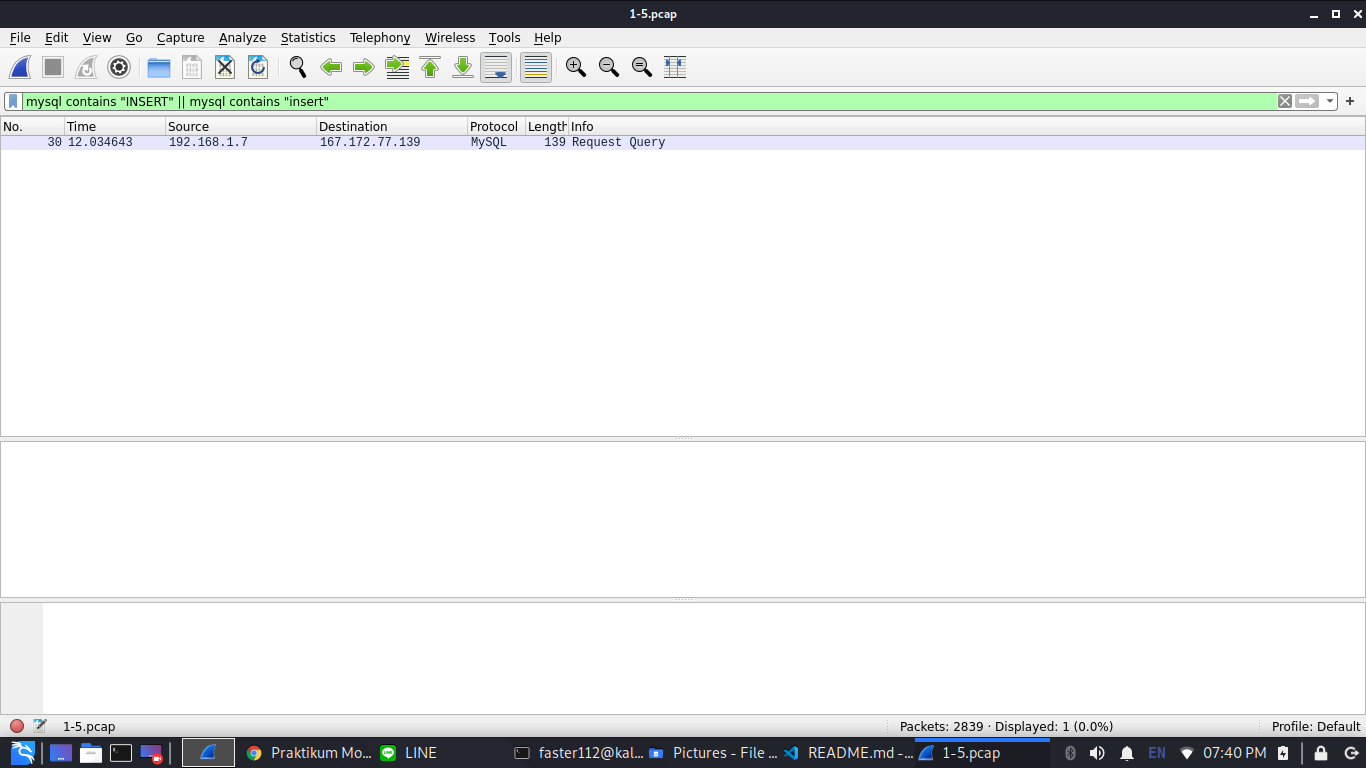 1-5.pcap
File Edit View Go Capture Analyze Statistics Telephony Wireless Tools Help
mysql contains "INSERT" || mysql contains "insert"
No. Time Source Destination Protocol Length Info
30 12.034643 192.168.1.7 167.172.77.139 MySQL 139 Request Query
1-5.pcap Packets: 2839 · Displayed: 1 (0.0%) Profile: Default
Praktikum Mo... LINE faster112@kal... Pictures - File ... README.md -... 1-5.pcap EN 07:40 PM